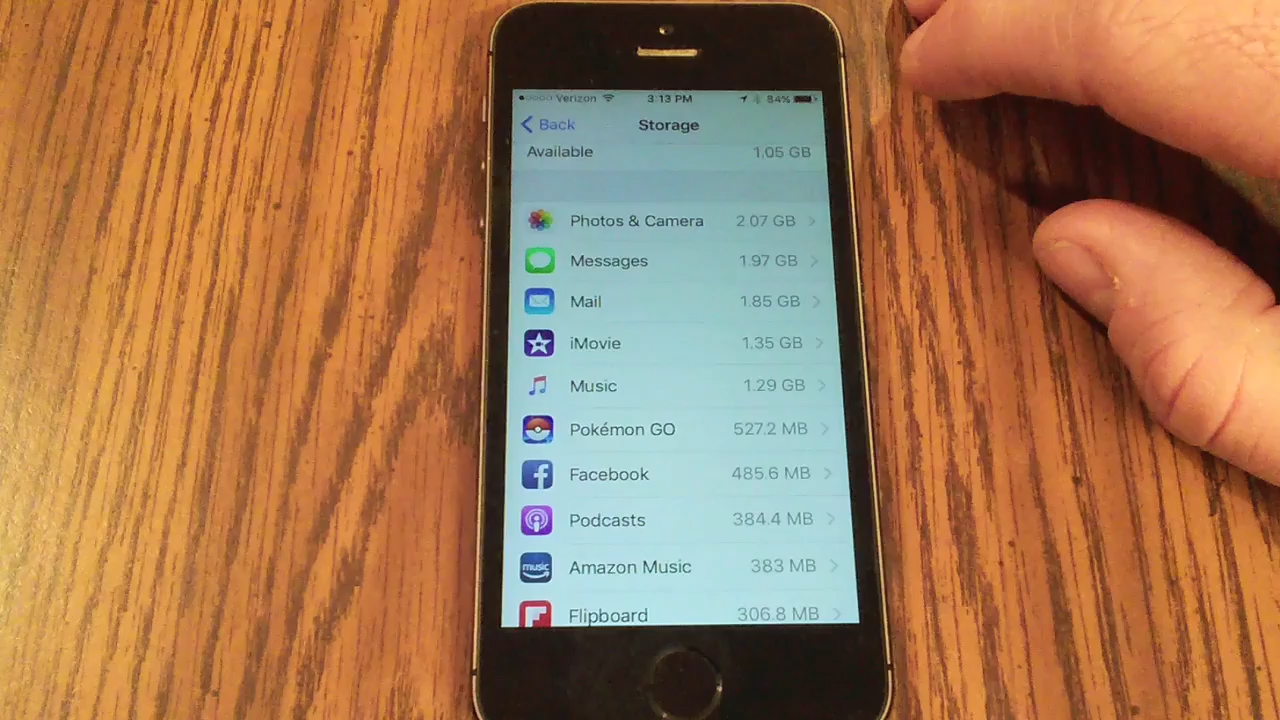 Verizon 3:13 PM 84%
Back Storage
Available 1.05 GB
Photos & Camera 2.07 GB
Messages 1.97 GB
Mail 1.85 GB
iMovie 1.35 GB
Music 1.29 GB
Pokémon GO 527.2 MB
Facebook 485.6 MB
Podcasts 384.4 MB
music Amazon Music 383 MB
Flipboard 306.8 MB